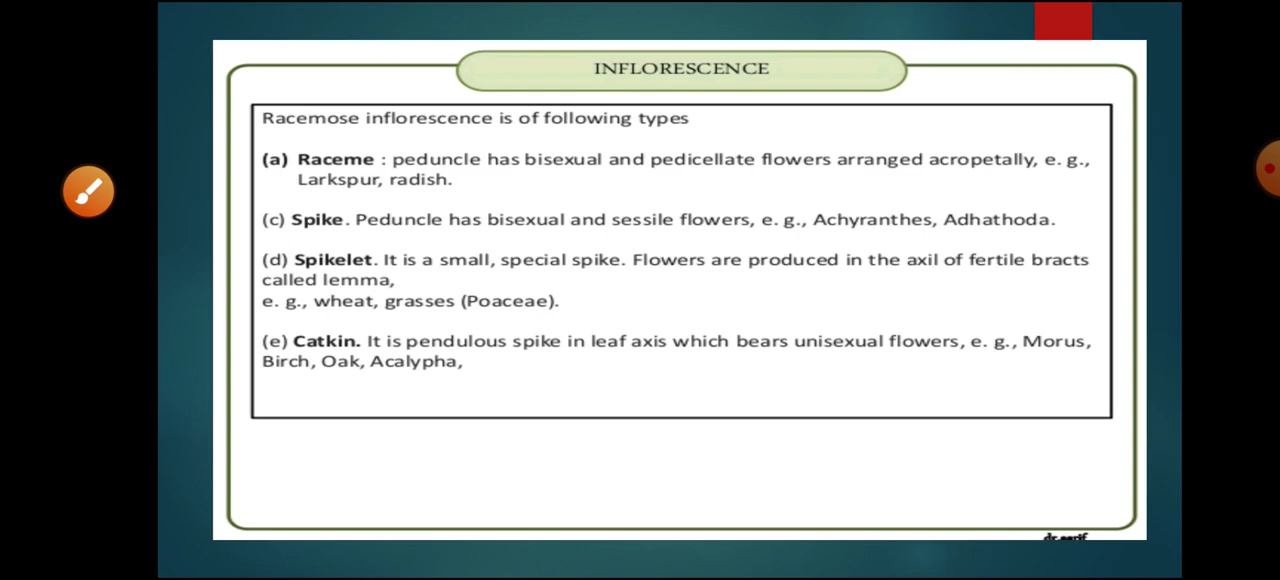 INFLORESCENCE
Racemose inflorescence is of following types
(a) Raceme : peduncle has bisexual and pedicellate flowers arranged acropetally, e. g.,
Larkspur, radish.
(c) Spike. Peduncle has bisexual and sessile flowers, e. g., Achyranthes, Adhathoda.
(d) Spikelet. It is a small, special spike. Flowers are produced in the axil of fertile bracts
called lemma,
e. g., wheat, grasses (Poaceae).
(e) Catkin. It is pendulous spike in leaf axis which bears unisexual flowers, e. g., Morus,
Birch, Oak, Acalypha,